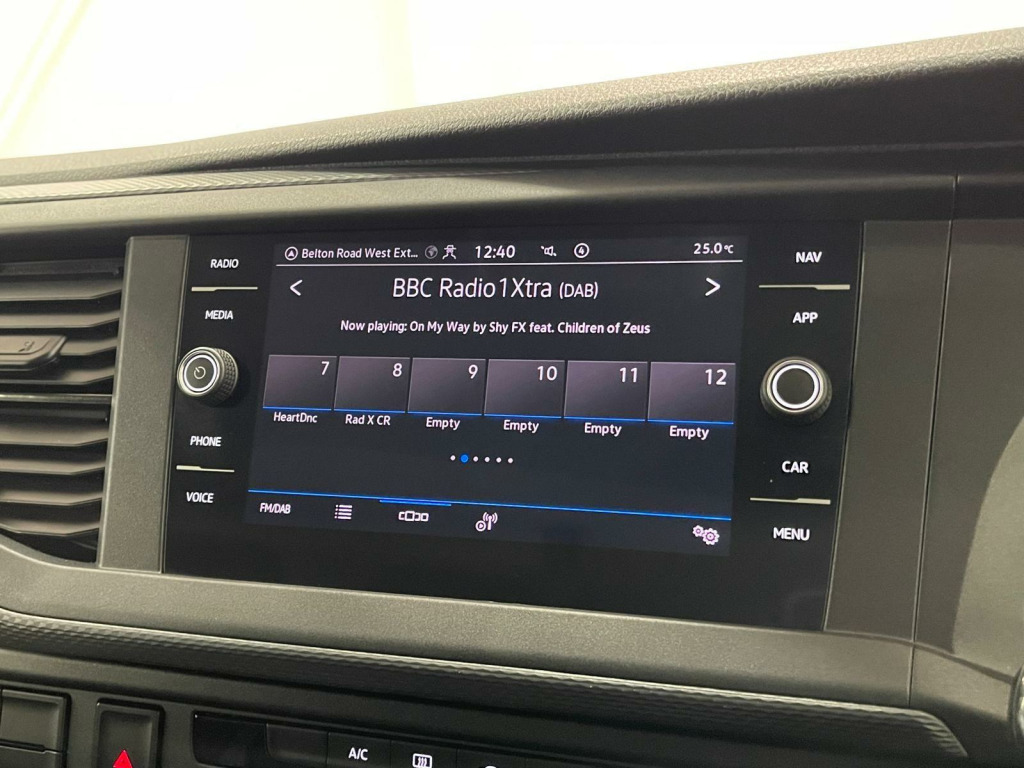 RADIO
MEDIA
PHONE
VOICE
Belton Road West Ext... 12:40 4 25.0°C
< BBC Radio 1Xtra (DAB) >
Now playing: On My Way by Shy FX feat. Children of Zeus
7 8 9 10 11 12
HeartDnc Rad X CR Empty Empty Empty Empty
FM/DAB
NAV
APP
CAR
MENU
A/C